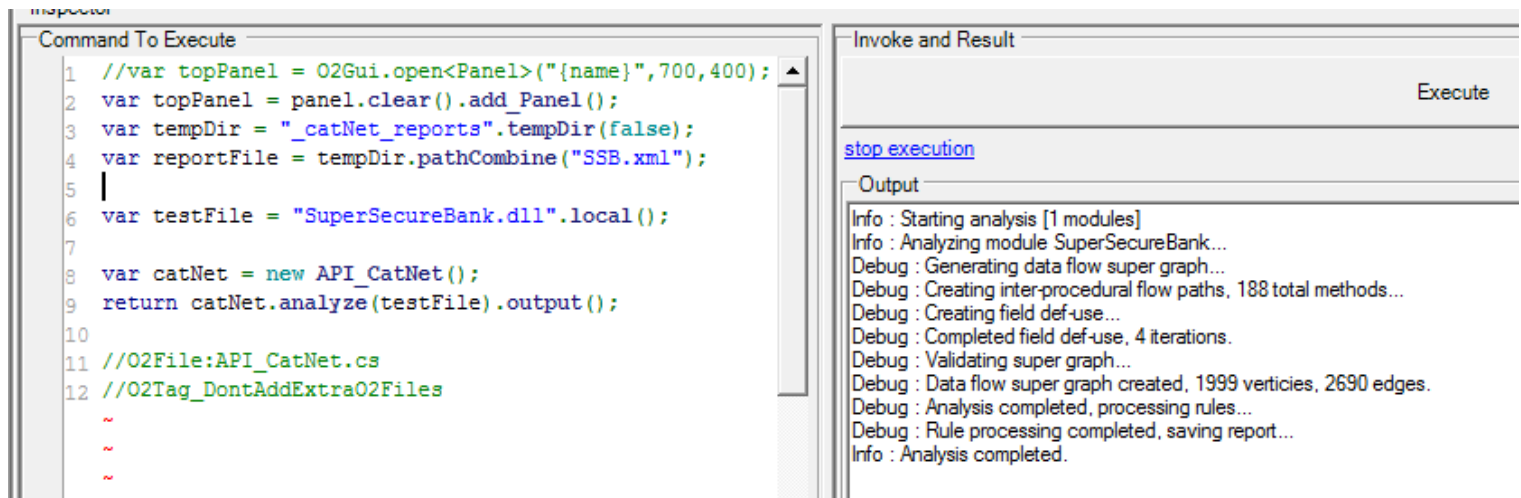 Inspector
Command To Execute
1 //var topPanel = O2Gui.open<Panel>("{name}",700,400);
2 var topPanel = panel.clear().add_Panel();
3 var tempDir = "_catNet_reports".tempDir(false);
4 var reportFile = tempDir.pathCombine("SSB.xml");
5
6 var testFile = "SuperSecureBank.dll".local();
7
8 var catNet = new API_CatNet();
9 return catNet.analyze(testFile).output();
10
11 //O2File:API_CatNet.cs
12 //O2Tag_DontAddExtraO2Files
~
~
~
Invoke and Result
Execute
stop execution
Output
Info : Starting analysis [1 modules]
Info : Analyzing module SuperSecureBank...
Debug : Generating data flow super graph...
Debug : Creating inter-procedural flow paths, 188 total methods...
Debug : Creating field def-use...
Debug : Completed field def-use, 4 iterations.
Debug : Validating super graph...
Debug : Data flow super graph created, 1999 verticies, 2690 edges.
Debug : Analysis completed, processing rules...
Debug : Rule processing completed, saving report...
Info : Analysis completed.